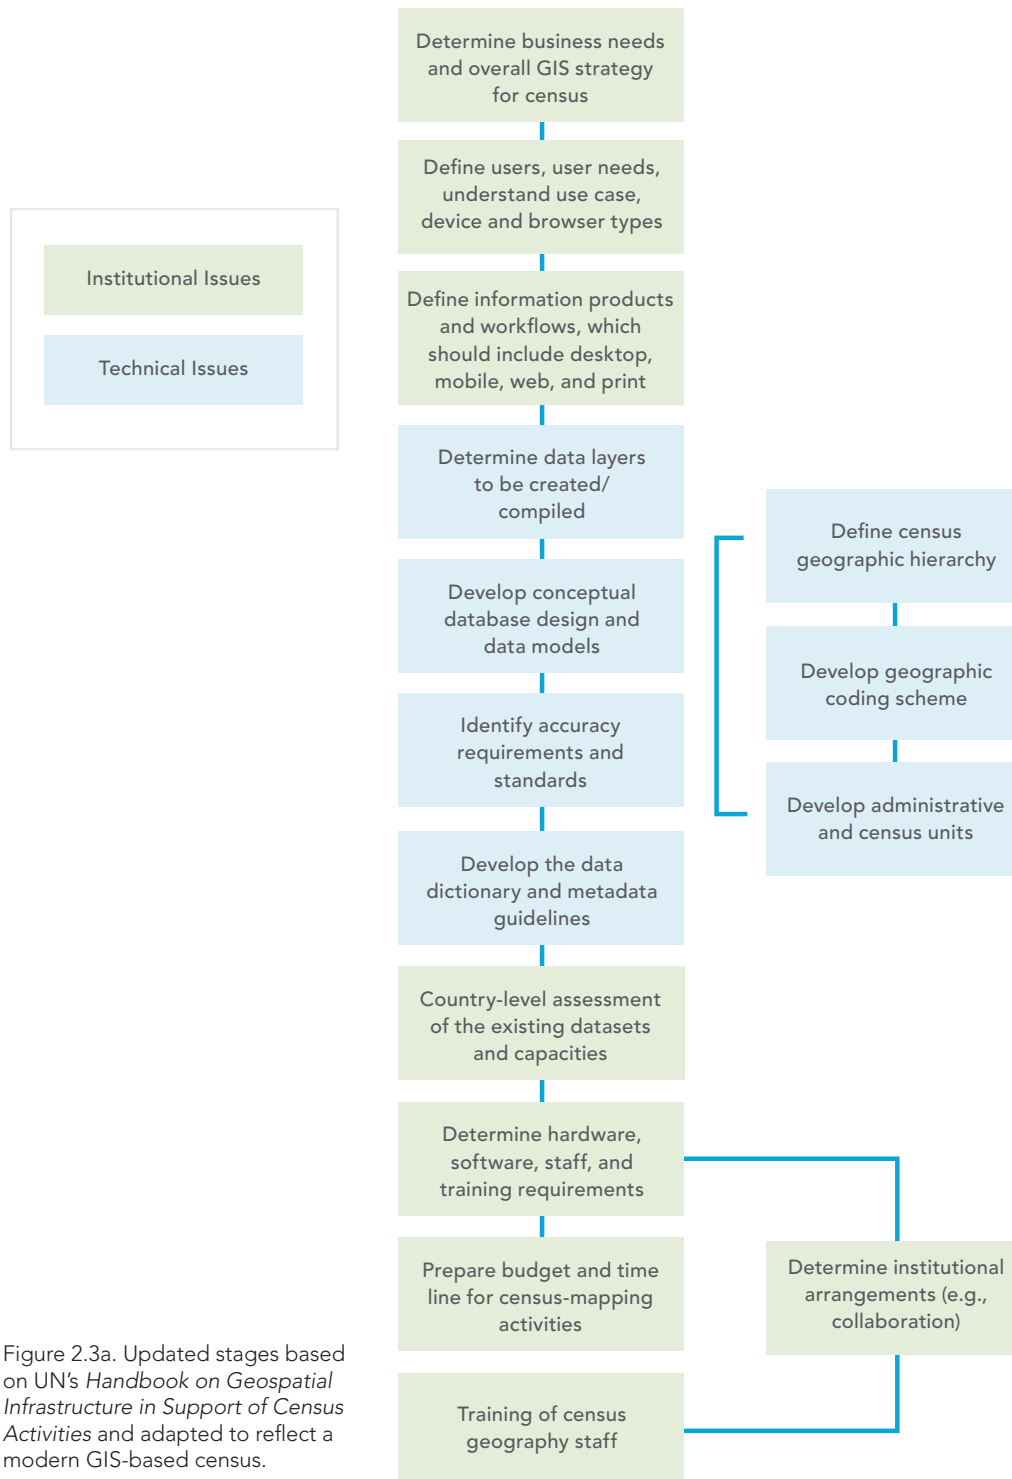 Determine business needs
and overall GIS strategy
for census
Define users, user needs,
understand use case,
device and browser types
Institutional Issues
Technical Issues
Define information products
and workflows, which
should include desktop,
mobile, web, and print
Determine data layers
to be created/
compiled
Develop conceptual
database design and
data models
Identify accuracy
requirements and
standards
Develop the data
dictionary and metadata
guidelines
Define census
geographic hierarchy
Develop geographic
coding scheme
Develop administrative
and census units
Country-level assessment
of the existing datasets
and capacities
Determine hardware,
software, staff, and
training requirements
Prepare budget and time
line for census-mapping
activities
Determine institutional
arrangements (e.g.,
collaboration)
Training of census
geography staff
Figure 2.3a. Updated stages based
on UN’s Handbook on Geospatial
Infrastructure in Support of Census
Activities and adapted to reflect a
modern GIS-based census.